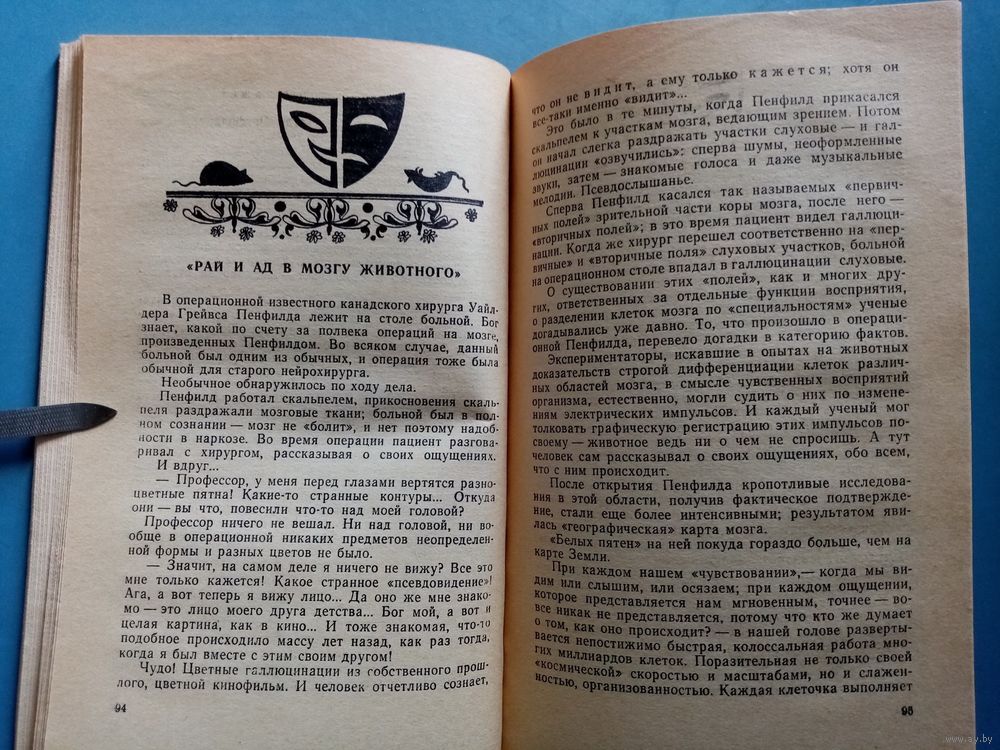 «РАЙ И АД В МОЗГУ ЖИВОТНОГО»
В операционной известного канадского хирурга Уайл-
дера Грейвса Пенфилда лежит на столе больной. Бог
знает, какой по счету за полвека операций на мозге,
произведенных Пенфилдом. Во всяком случае, данный
больной был одним из обычных, и операция тоже была
обычной для старого нейрохирурга.
Необычное обнаружилось по ходу дела.
Пенфилд работал скальпелем, прикосновения скаль-
пеля раздражали мозговые ткани; больной был в пол-
ном сознании — мозг не «болит», и нет поэтому надоб-
ности в наркозе. Во время операции пациент разгова-
ривал с хирургом, рассказывая о своих ощущениях.
И вдруг...
— Профессор, у меня перед глазами вертятся разно-
цветные пятна! Какие-то странные контуры... Откуда
они — вы что, повесили что-то над моей головой?
Профессор ничего не вешал. Ни над головой, ни во-
обще в операционной никаких предметов неопределен-
ной формы и разных цветов не было.
— Значит, на самом деле я ничего не вижу? Все это
мне только кажется! Какое странное «псевдовидение»!
Ага, а вот теперь я вижу лицо... Да оно же мне знако-
мо — это лицо моего друга детства... Бог мой, а вот и
целая картина, как в кино... И тоже знакомая, что-то
подобное происходило массу лет назад, как раз тогда,
когда я был вместе с этим своим другом!
Чудо! Цветные галлюцинации из собственного прош-
лого, цветной кинофильм. И человек отчетливо сознает,
94
что он не видит, а ему только кажется; хотя он
все-таки именно «видит»...
Это было в те минуты, когда Пенфилд прикасался
скальпелем к участкам мозга, ведающим зрением. Потом
он начал слегка раздражать участки слуховые — и гал-
люцинации «озвучились»: сперва шумы, неоформленные
звуки, затем — знакомые голоса и даже музыкальные
мелодии. Псевдослышанье.
Сперва Пенфилд касался так называемых «первич-
ных полей» зрительной части коры мозга, после него —
«вторичных полей»; в это время пациент видел галлюци-
нации. Когда же хирург перешел соответственно на «пер-
вичные» и «вторичные поля» слуховых участков, больной
на операционном столе впадал в галлюцинации слуховые.
О существовании этих «полей», как и многих дру-
гих, ответственных за отдельные функции восприятия,
о разделении клеток мозга по «специальностям» ученые
догадывались уже давно. То, что произошло в операци-
онной Пенфилда, перевело догадки в категорию фактов.
Экспериментаторы, искавшие в опытах на животных
доказательств строгой дифференциации клеток различ-
ных областей мозга, в смысле чувственных восприятий
организма, естественно, могли судить о них по измене-
ниям электрических импульсов. И каждый ученый мог
толковать графическую регистрацию этих импульсов по-
своему — животное ведь ни о чем не спросишь. А тут
человек сам рассказывал о своих ощущениях, обо всем,
что с ним происходит.
После открытия Пенфилда кропотливые исследова-
ния в этой области, получив фактическое подтвержде-
ние, стали еще более интенсивными; результатом яви-
лась «географическая» карта мозга.
«Белых пятен» на ней покуда гораздо больше, чем на
карте Земли.
При каждом нашем «чувствовании»,— когда мы ви-
дим или слышим, или осязаем; при каждом ощущении,
которое представляется нам мгновенным, точнее — во-
все никак не представляется, потому что кто же думает
о том, как оно происходит? — в нашей голове разверты-
вается непостижимо быстрая, колоссальная работа мно-
гих миллиардов клеток. Поразительная не только своей
«космической» скоростью и масштабами, но и слажен-
ностью, организованностью. Каждая клеточка выполняет
95
www.ay.by